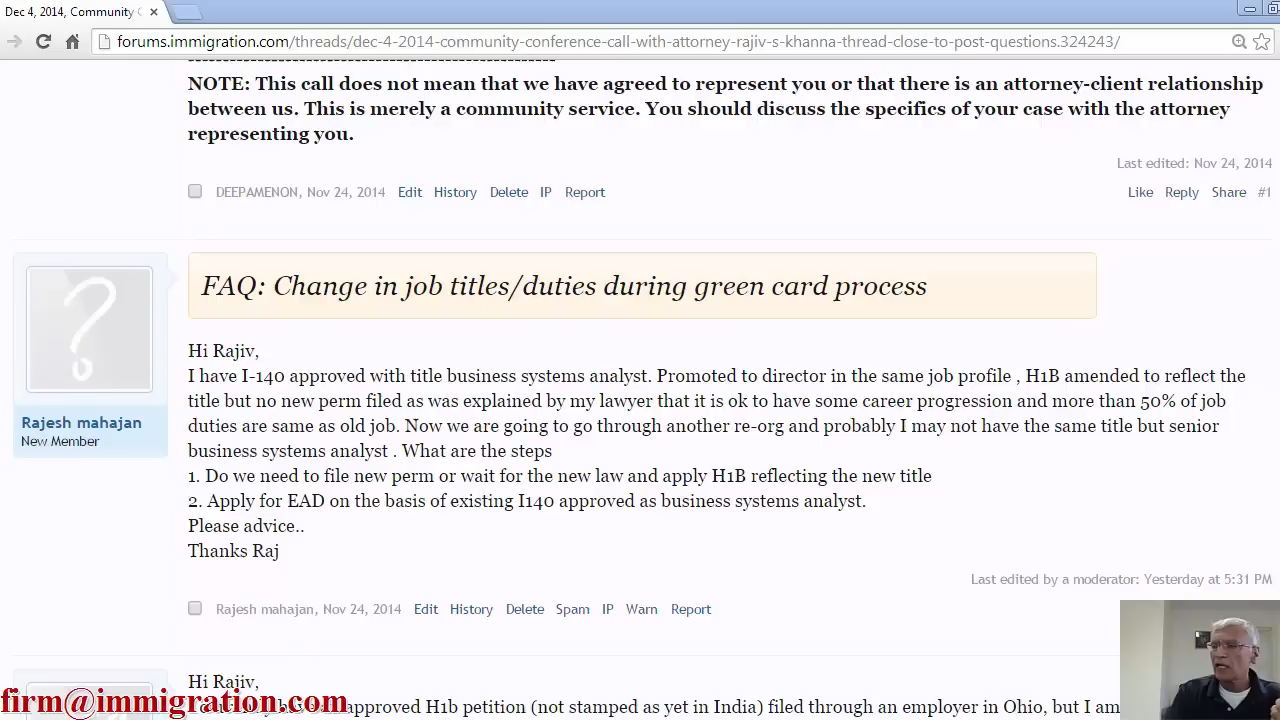 Dec 4, 2014, Community C
forums.immigration.com/threads/dec-4-2014-community-conference-call-with-attorney-rajiv-s-khanna-thread-close-to-post-questions.324243/
NOTE: This call does not mean that we have agreed to represent you or that there is an attorney-client relationship
between us. This is merely a community service. You should discuss the specifics of your case with the attorney
representing you.
Last edited: Nov 24, 2014
DEEPAMENON, Nov 24, 2014 Edit History Delete IP Report Like Reply Share #1
FAQ: Change in job titles/duties during green card process
Hi Rajiv,
I have I-140 approved with title business systems analyst. Promoted to director in the same job profile , H1B amended to reflect the
title but no new perm filed as was explained by my lawyer that it is ok to have some career progression and more than 50% of job
duties are same as old job. Now we are going to go through another re-org and probably I may not have the same title but senior
business systems analyst . What are the steps
1. Do we need to file new perm or wait for the new law and apply H1B reflecting the new title
2. Apply for EAD on the basis of existing I140 approved as business systems analyst.
Please advice..
Thanks Raj
Rajesh mahajan
New Member
Last edited by a moderator: Yesterday at 5:31 PM
Rajesh mahajan, Nov 24, 2014 Edit History Delete Spam IP Warn Report
Hi Rajiv,
approved H1b petition (not stamped as yet in India) filed through an employer in Ohio, but I am
firm@immigration.com